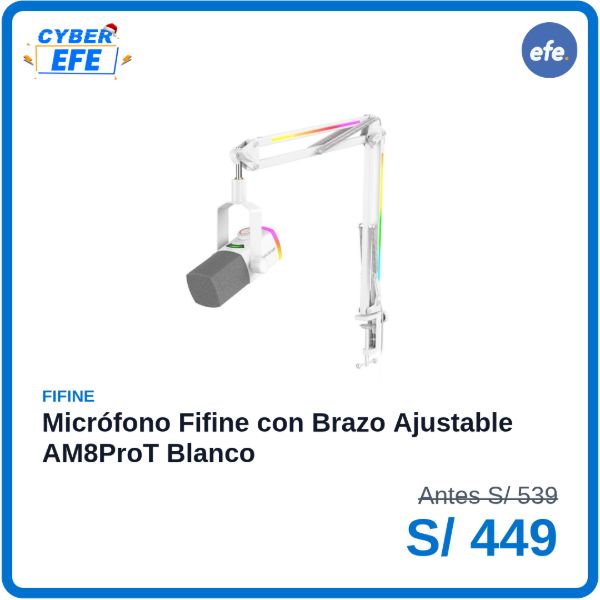 CYBER
EFE
efe.
FIFINE
Micrófono Fifine con Brazo Ajustable
AM8ProT Blanco
Antes S/ 539
S/ 449